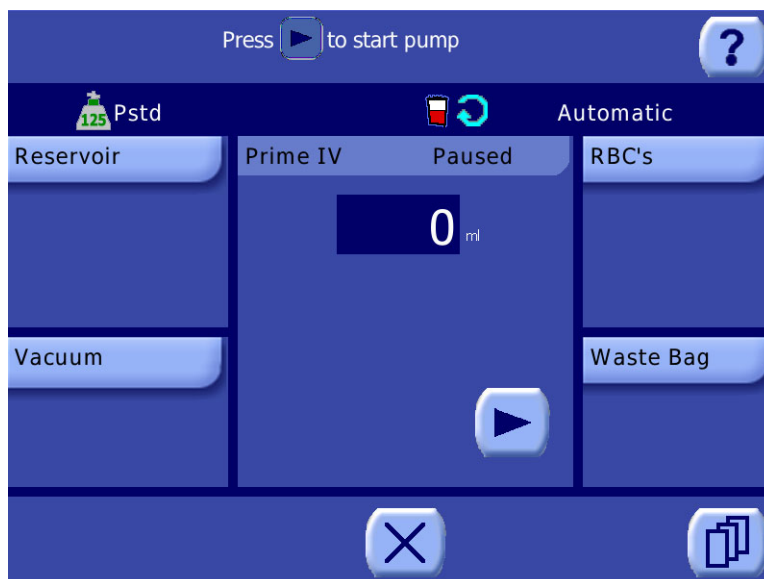 Press to start pump
?
125 Pstd Automatic
Reservoir
Prime IV Paused
RBC's
0 ml
Vacuum
Waste Bag